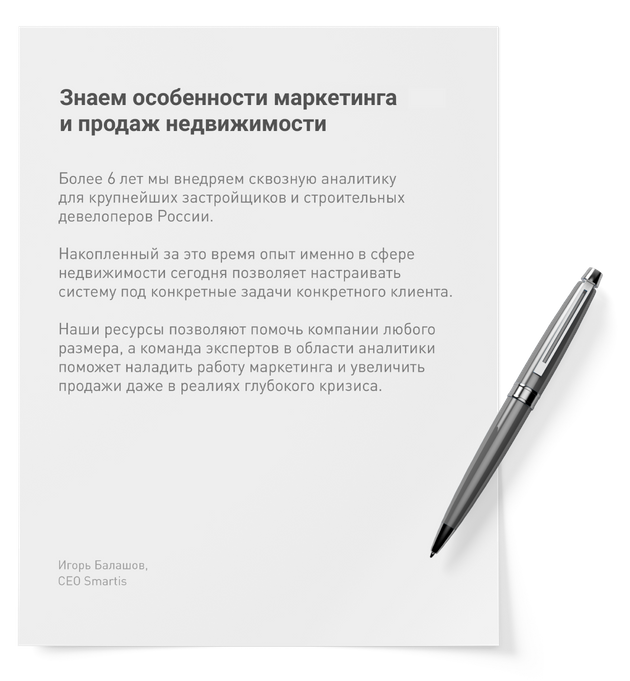 Знаем особенности маркетинга
и продаж недвижимости
Более 6 лет мы внедряем сквозную аналитику
для крупнейших застройщиков и строительных
девелоперов России.
Накопленный за это время опыт именно в сфере
недвижимости сегодня позволяет настраивать
систему под конкретные задачи конкретного клиента.
Наши ресурсы позволяют помочь компании любого
размера, а команда экспертов в области аналитики
поможет наладить работу маркетинга и увеличить
продажи даже в реалиях глубокого кризиса.
Игорь Балашов,
CEO Smartis